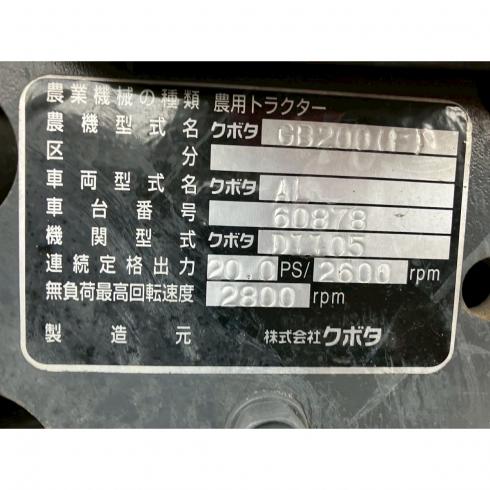 農業機械の種類 農用トラクター
農機型式名 クボタ GB200(F)
区分
車両型式名 クボタ A1
車台番号 60878
機関型式 クボタ D1105
連続定格出力 20.0 PS/ 2600 rpm
無負荷最高回転速度 2800 rpm
製造元 株式会社クボタ